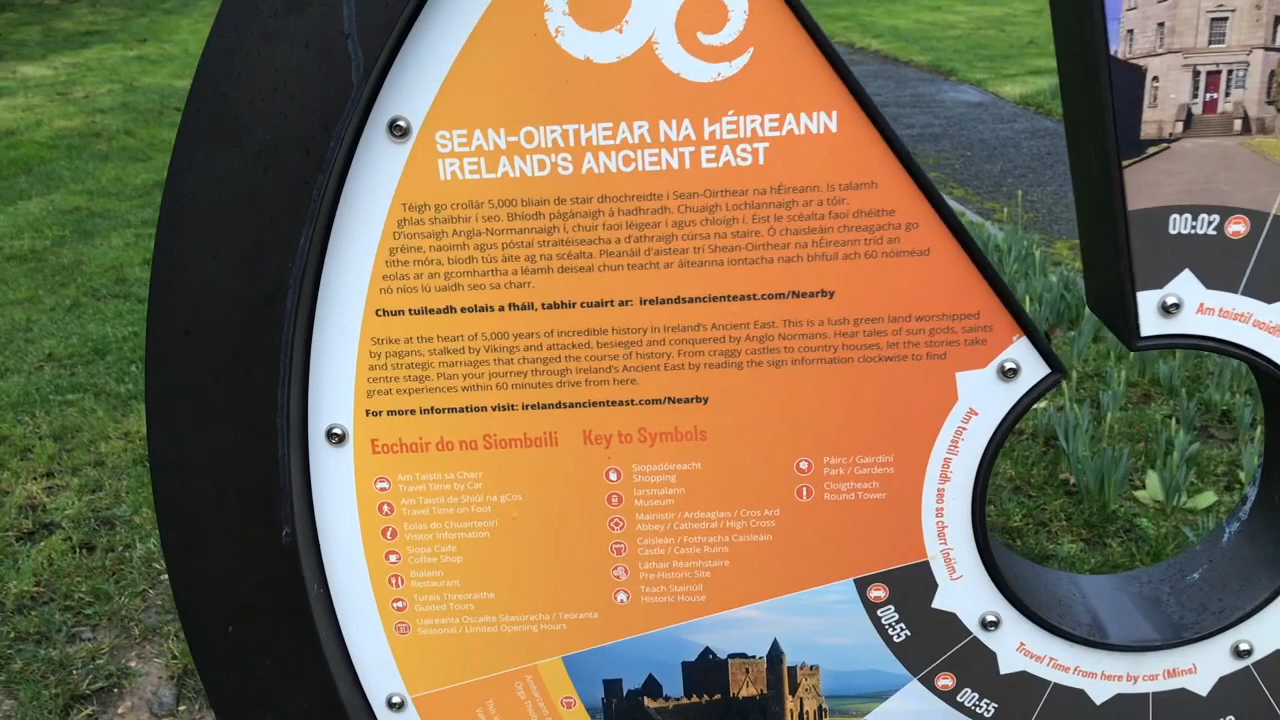 SEAN-OIRTHEAR NA hÉIREANN
IRELAND'S ANCIENT EAST
Téigh go crollár 5,000 bliain de stair dhochreidte i Sean-Oirthear na hÉireann. Is talamh
ghlas shaibhir í seo. Bhíodh págánaigh á hadhradh. Chuaigh Lochlannaigh ar a tóir.
D'ionsaigh Angla-Normannaigh í, chuir faoi léigear í agus chloígh í. Éist le scéalta faoi dhéithe
gréine, naoimh agus póstaí straitéiseacha a d'athraigh cúrsa na staire. Ó chaisleáin chreagacha go
tithe móra, bíodh tús áite ag na scéalta. Pleanáil d'aistear trí Shean-Oirthear na hÉireann tríd an
eolas ar an gcomhartha a léamh deiseal chun teacht ar áiteanna iontacha nach bhfuil ach 60 nóiméad
nó níos lú uaidh seo sa charr.
Chun tuileadh eolais a fháil, tabhair cuairt ar: irelandsancienteast.com/Nearby
Strike at the heart of 5,000 years of incredible history in Ireland's Ancient East. This is a lush green land worshipped
by pagans, stalked by Vikings and attacked, besieged and conquered by Anglo Normans. Hear tales of sun gods, saints
and strategic marriages that changed the course of history. From craggy castles to country houses, let the stories take
centre stage. Plan your journey through Ireland's Ancient East by reading the sign information clockwise to find
great experiences within 60 minutes drive from here.
For more information visit: irelandsancienteast.com/Nearby
Eochair do na Siombailí Key to Symbols
Am Taistil sa Charr
Travel Time by Car
Am Taistil de Shiúl na gCos
Travel Time on Foot
Eolas do Chuairteoirí
Visitor Information
Siopa Caife
Coffee Shop
Bialann
Restaurant
Turais Threoraithe
Guided Tours
Uaireanta Oscailte Séasúracha / Teoranta
Seasonal / Limited Opening Hours
Siopadóireacht
Shopping
Iarsmalann
Museum
Mainistir / Ardeaglais / Cros Ard
Abbey / Cathedral / High Cross
Caisleán / Fothracha Caisleáin
Castle / Castle Ruins
Láthair Réamhstaire
Pre-Historic Site
Teach Stairiúil
Historic House
Páirc / Gairdíní
Park / Gardens
Cloigtheach
Round Tower
00:02
Am taistil uaidh
Am taistil uaidh seo sa charr (nóim.)
Travel Time from here by car (Mins)
00:55
00:55